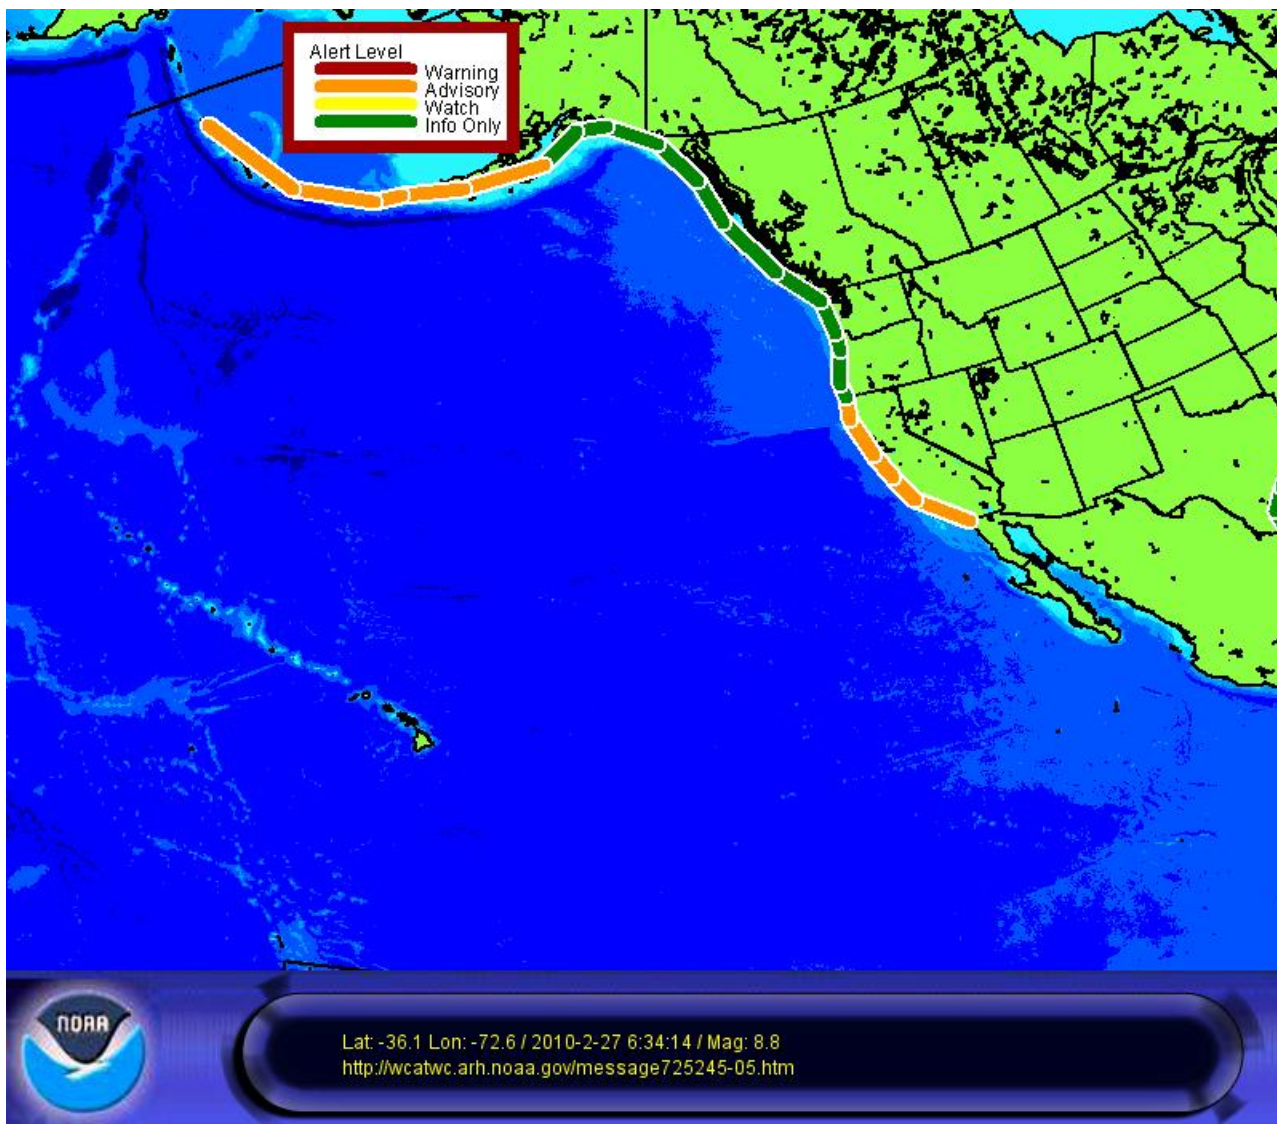 Alert Level
Warning
Advisory
Watch
Info Only
NOAA
Lat: -36.1 Lon: -72.6 / 2010-2-27 6:34:14 / Mag: 8.8
http://wcatwc.arh.noaa.gov/message725245-05.htm